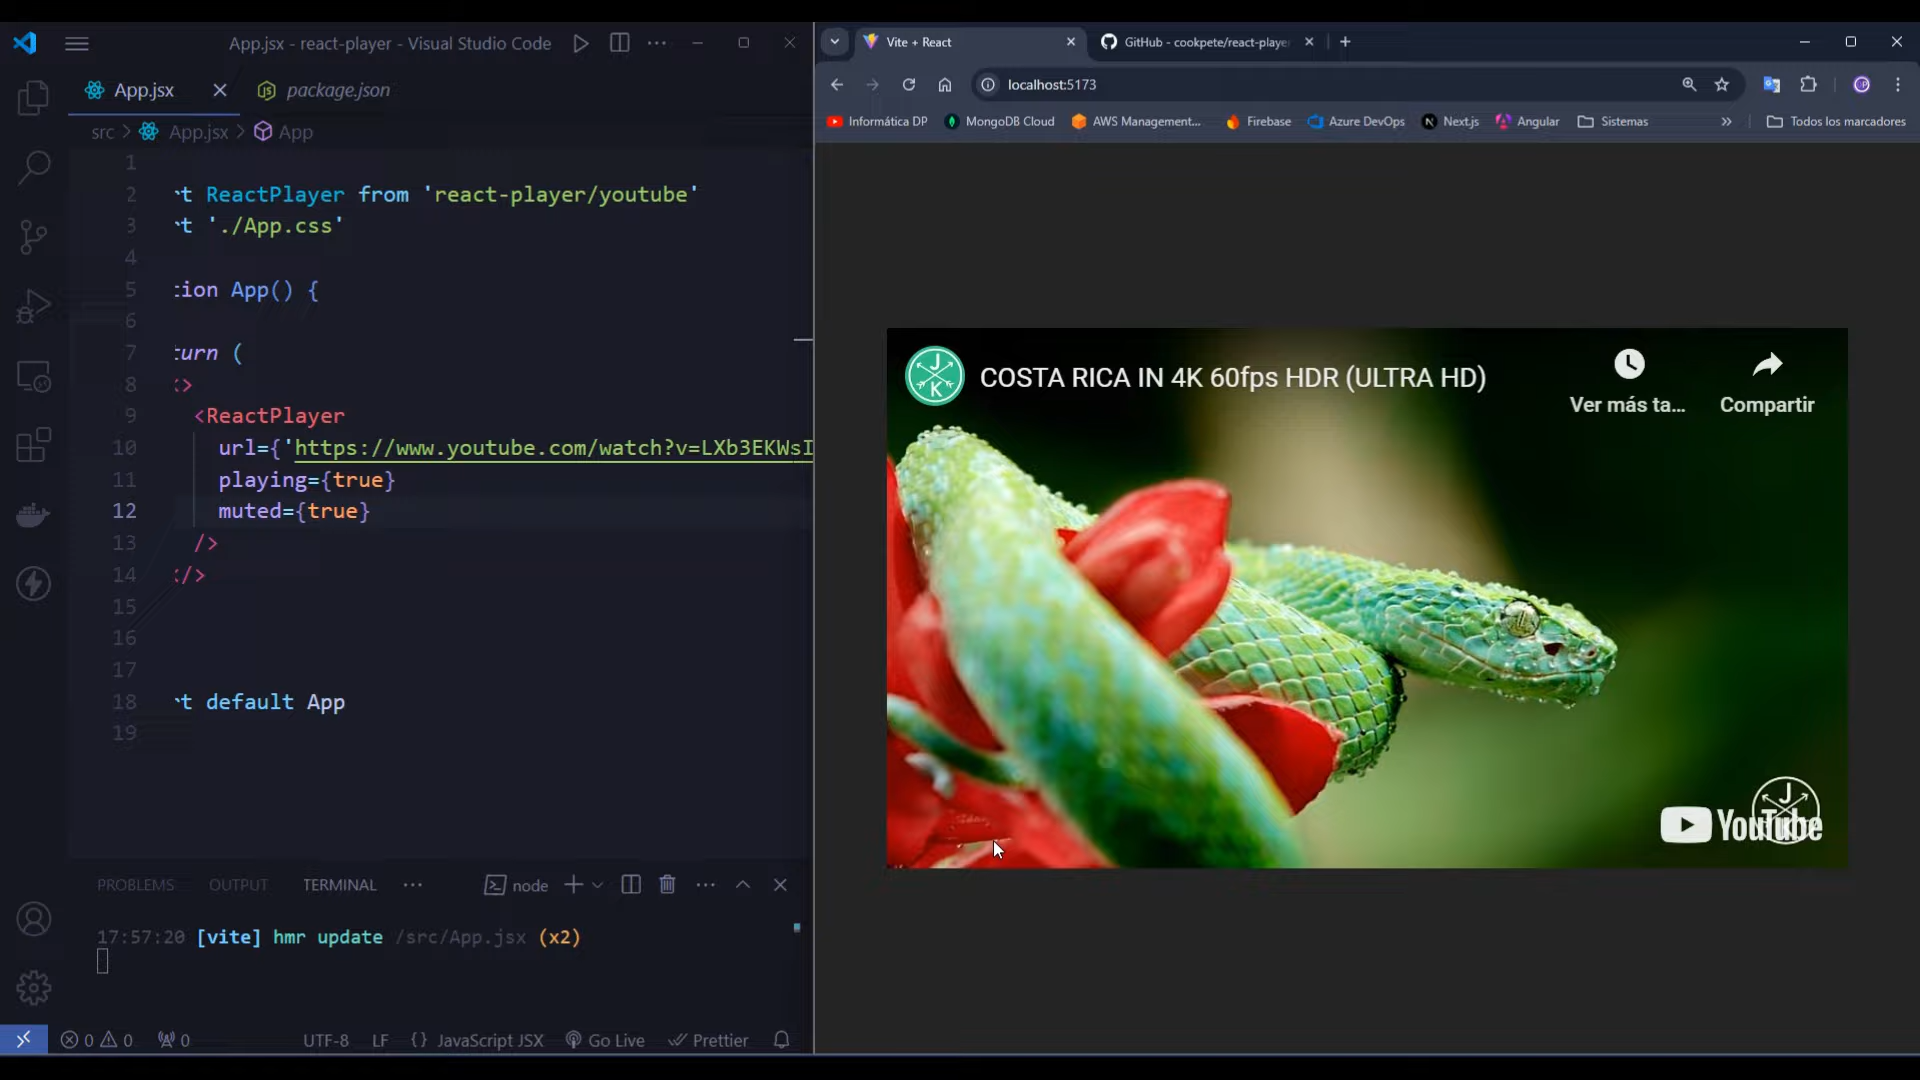 App.jsx - react-player - Visual Studio Code
App.jsx
package.json
src > App.jsx > App
1
2 rt ReactPlayer from 'react-player/youtube'
3 rt './App.css'
4
5 tion App() {
6
7 turn (
8 <>
9 <ReactPlayer
10 url={'https://www.youtube.com/watch?v=LXb3EKWsI
11 playing={true}
12 muted={true}
13 />
14 </>
15
16
17
18 rt default App
19
PROBLEMS OUTPUT TERMINAL ··· node
17:57:20 [vite] hmr update /src/App.jsx (x2)
0 0 0 UTF-8 LF {} JavaScript JSX Go Live Prettier
Vite + React
GitHub - cookpete/react-playe
localhost:5173
Informática DP MongoDB Cloud AWS Management... Firebase Azure DevOps Next.js Angular Sistemas » Todos los marcadores
J K
COSTA RICA IN 4K 60fps HDR (ULTRA HD)
Ver más ta...
Compartir
J
YouTube